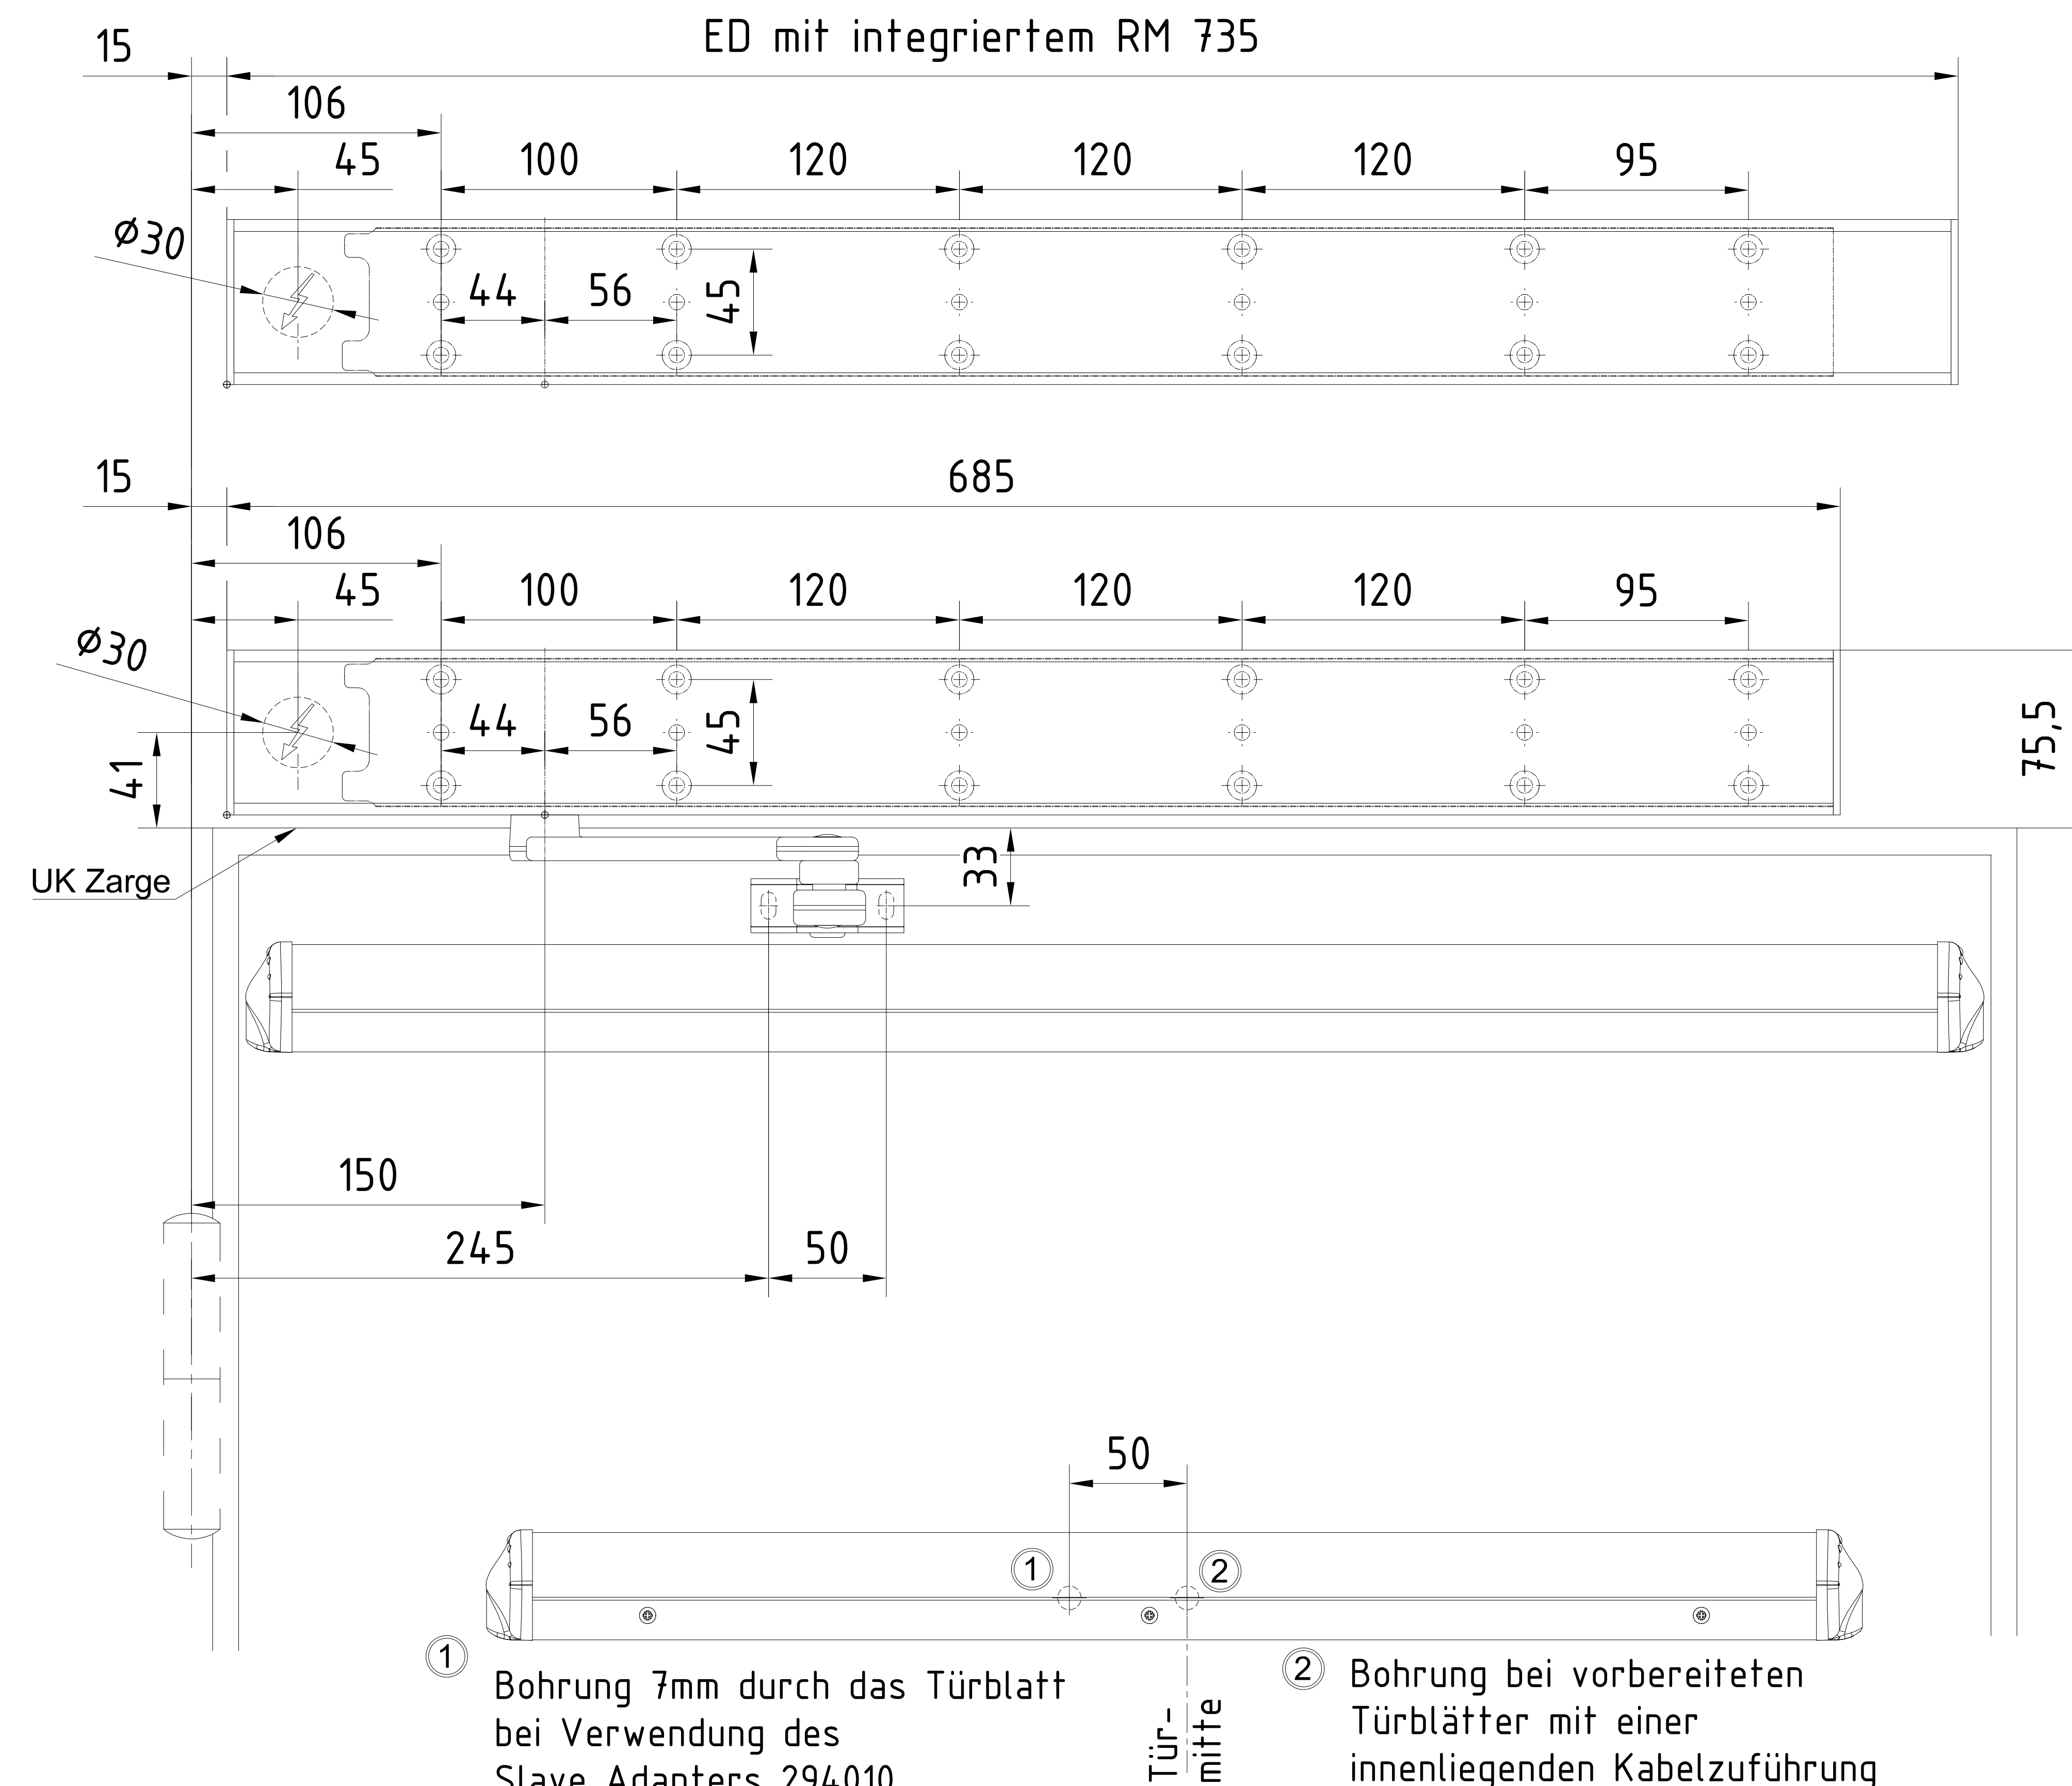 ED mit integriertem RM 735
15
106
45 100 120 120 120 95
ø30
44 56 45
15 685
106
45 100 120 120 120 95
ø30
44 56 45
41
75,5
33
UK Zarge
150
245 50
50
1 2
1
Bohrung 7mm durch das Türblatt
bei Verwendung des
Slave Adapters 294010
Tür-
mitte
2
Bohrung bei vorbereiteten
Türblätter mit einer
innenliegenden Kabelzuführung